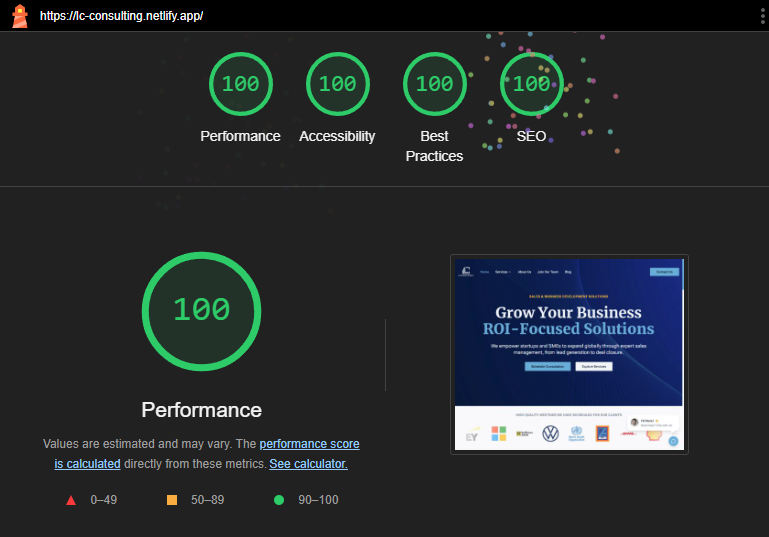 https://lc-consulting.netlify.app/
100 100 100 100
Performance Accessibility Best Practices SEO
100
Performance
Values are estimated and may vary. The performance score
is calculated directly from these metrics. See calculator.
0–49 50–89 90–100
Home Services About Us Join Our Team Blog Contact Us
SALES & BUSINESS DEVELOPMENT SOLUTIONS
Grow Your Business
ROI-Focused Solutions
We empower startups and SMEs to expand globally through expert sales
management, from lead generation to deal closure.
Schedule Consultation Explore Services
EY